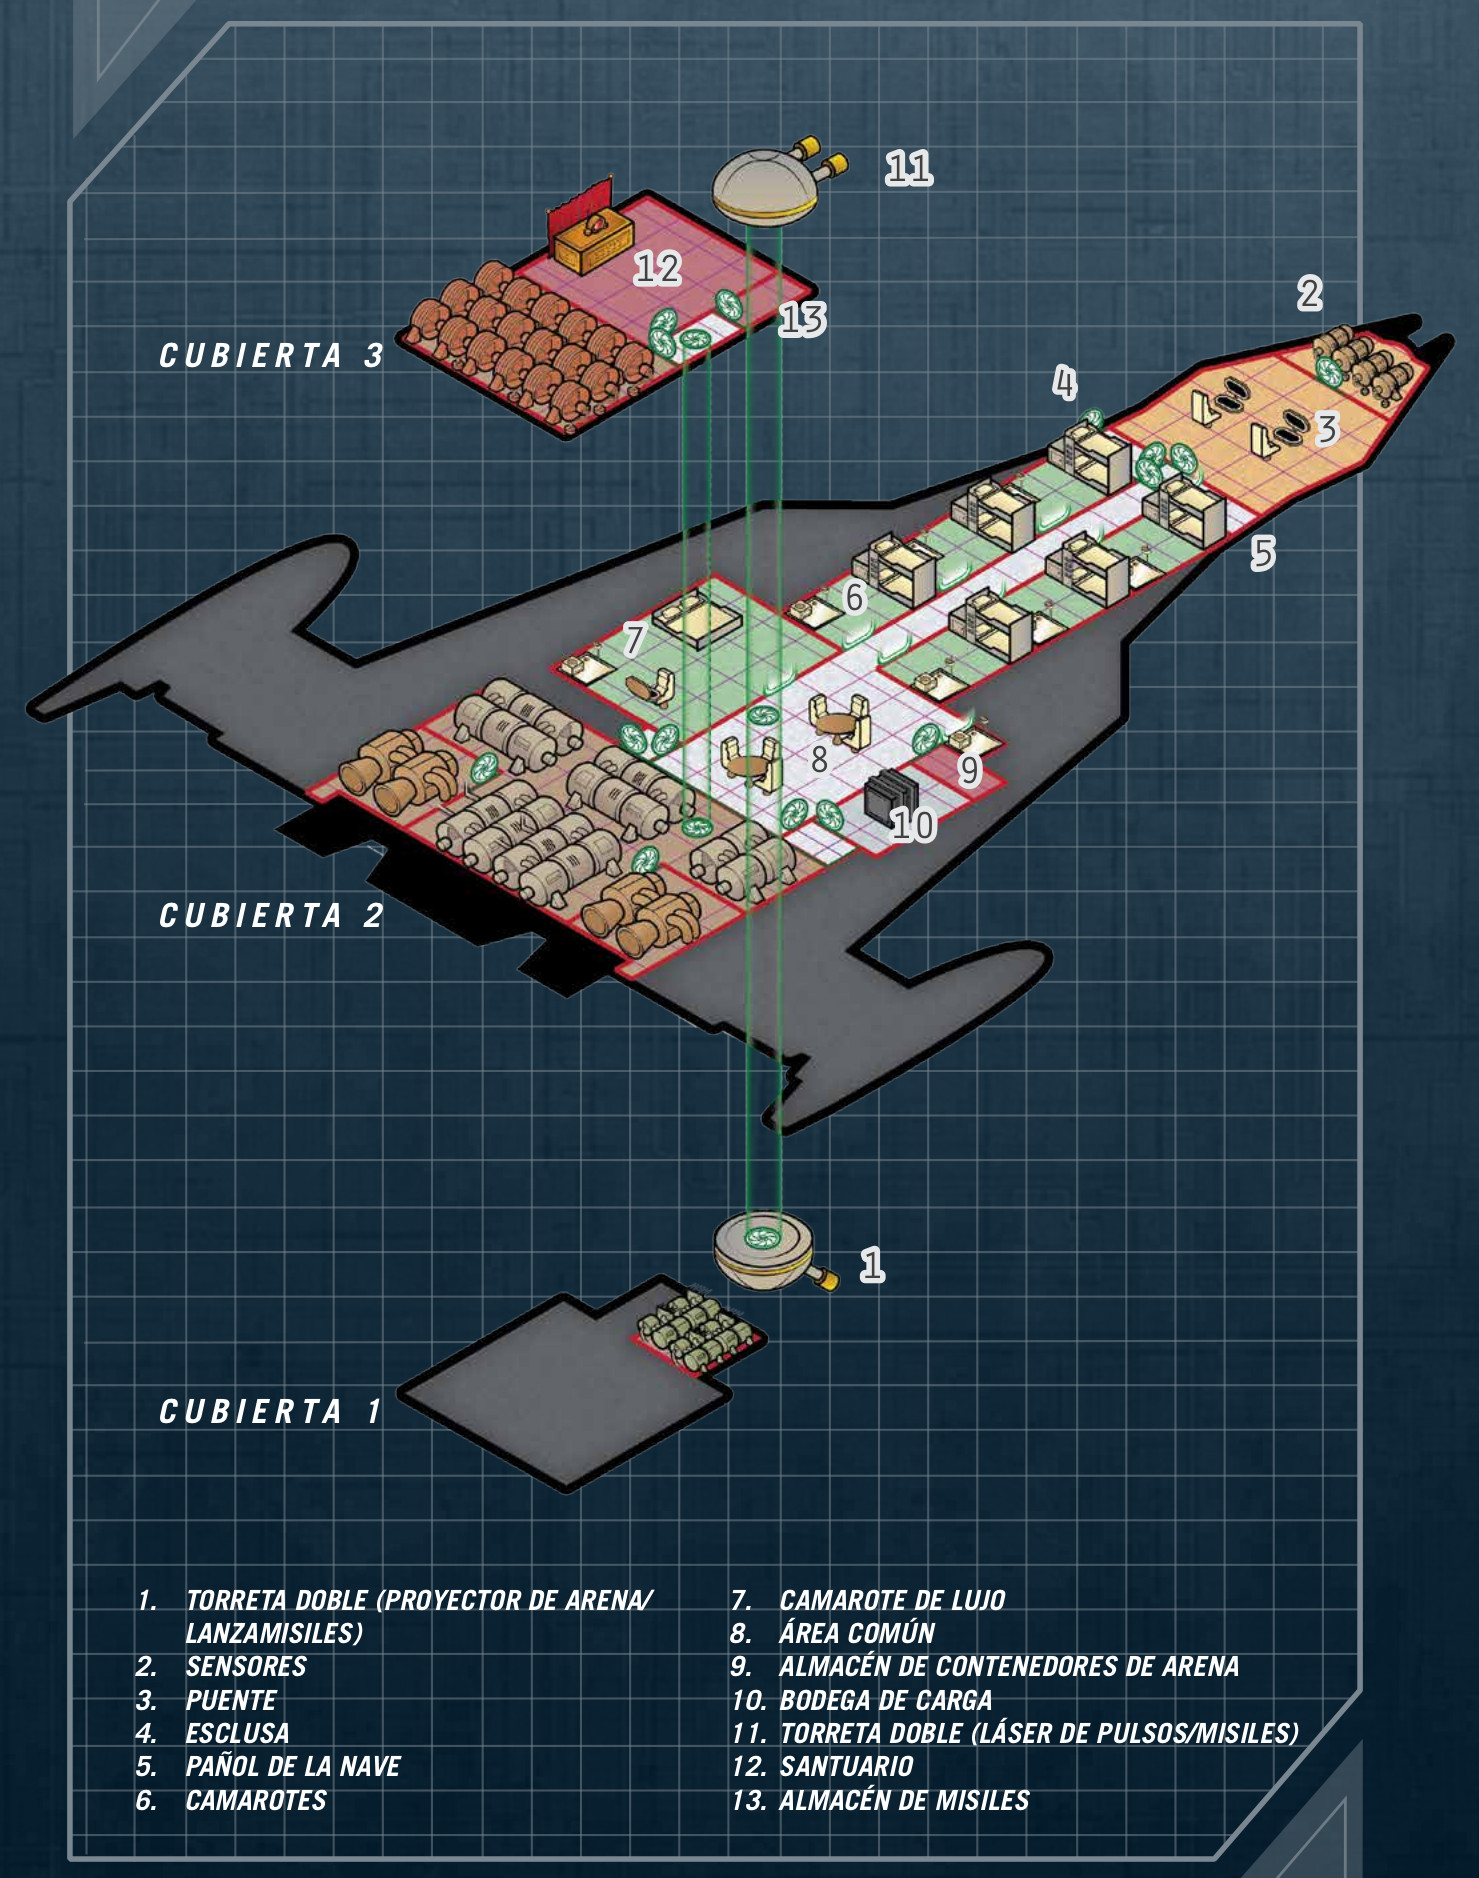 11
12
13
2
CUBIERTA 3
4
3
5
6
7
8
9
10
CUBIERTA 2
1
CUBIERTA 1
1. TORRETA DOBLE (PROYECTOR DE ARENA/
LANZAMISILES)
2. SENSORES
3. PUENTE
4. ESCLUSA
5. PAÑOL DE LA NAVE
6. CAMAROTES
7. CAMAROTE DE LUJO
8. ÁREA COMÚN
9. ALMACÉN DE CONTENEDORES DE ARENA
10. BODEGA DE CARGA
11. TORRETA DOBLE (LÁSER DE PULSOS/MISILES)
12. SANTUARIO
13. ALMACÉN DE MISILES